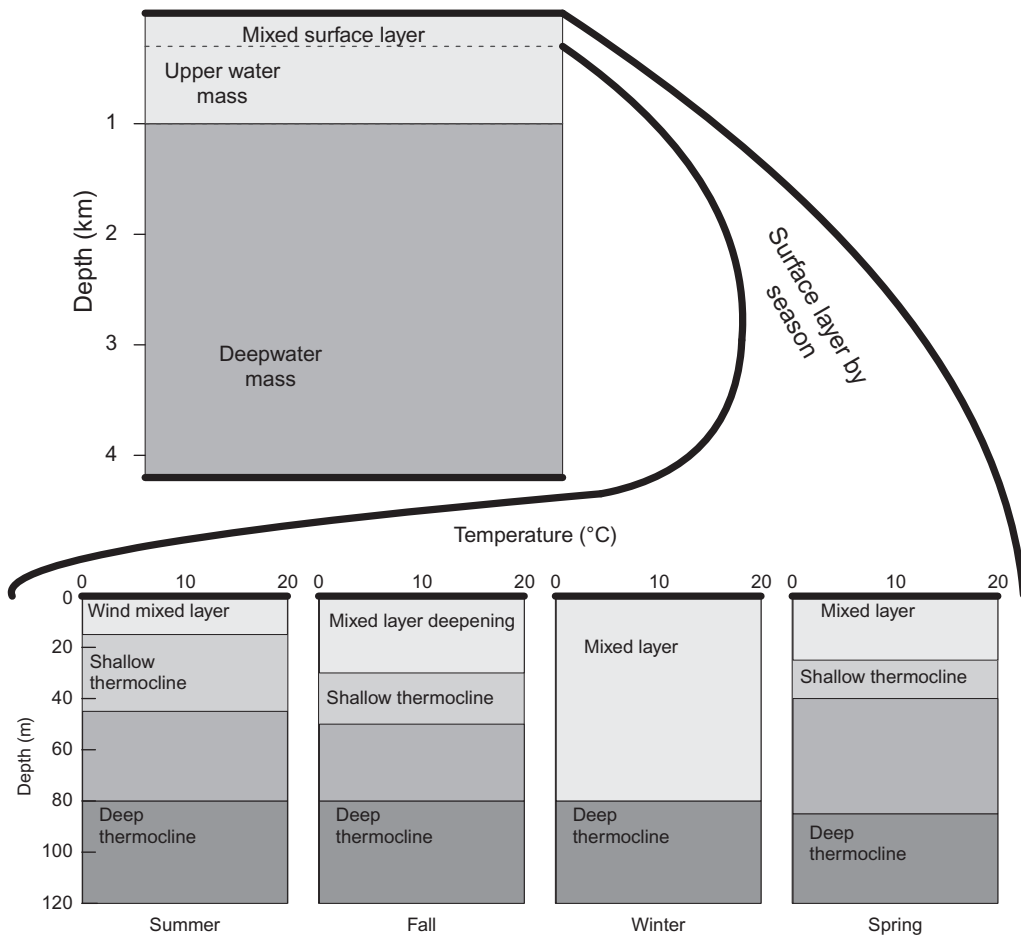 Mixed surface layer
Upper water
mass
1
2
3
4
Depth (km)
Deepwater
mass
Surface layer by
season
Temperature (°C)
0 10 20
0 10 20
0 10 20
0 10 20
0
20
40
60
80
100
120
Depth (m)
Wind mixed layer
Shallow
thermocline
Deep
thermocline
Summer
Mixed layer deepening
Shallow thermocline
Deep
thermocline
Fall
Mixed layer
Deep
thermocline
Winter
Mixed layer
Shallow thermocline
Deep
thermocline
Spring